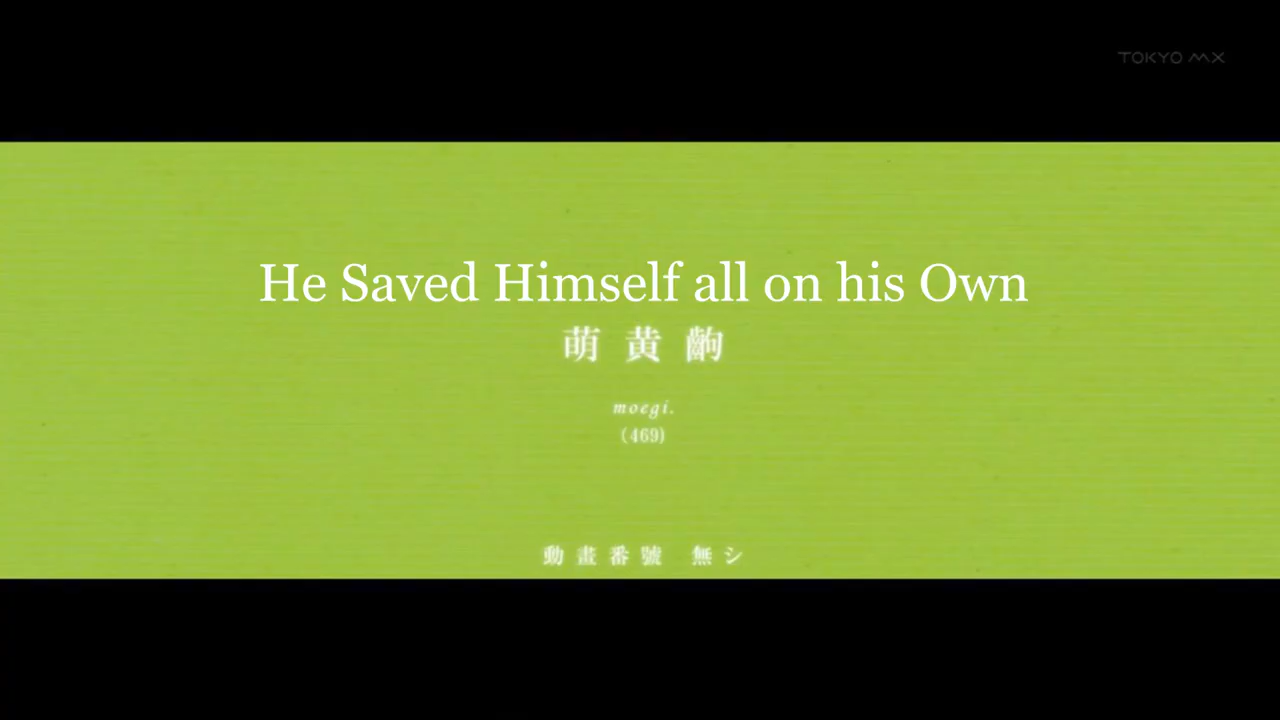 TOKYO MX
He Saved Himself all on his Own
萌黄齣
moegi.
(469)
動畫番號 無シ